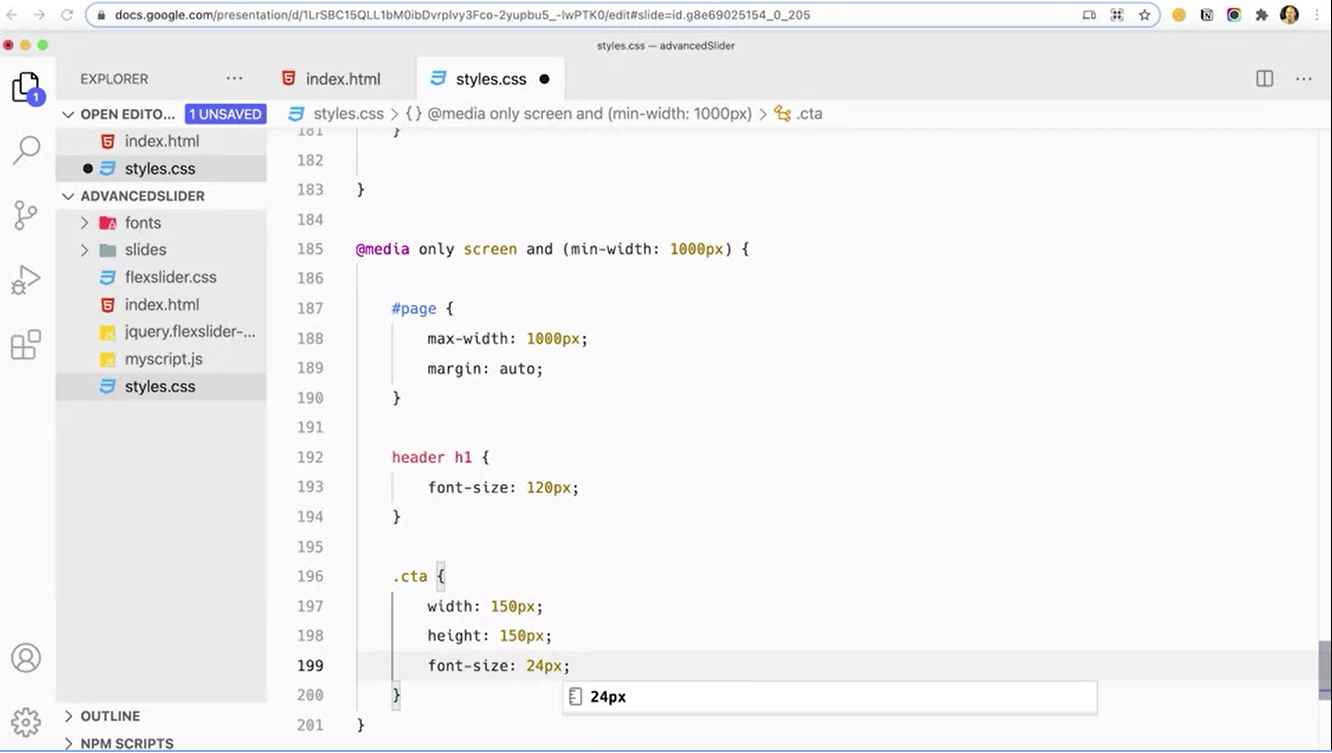 docs.google.com/presentation/d/1LrSBC15QLL1bM0ibDvrplvy3Fco-2yupbu5_-lwPTK0/edit#slide=id.g8e69025154_0_205
styles.css — advancedSlider
EXPLORER
index.html
styles.css
OPEN EDITO... 1 UNSAVED
styles.css > {} @media only screen and (min-width: 1000px) > .cta
index.html
styles.css
ADVANCEDSLIDER
fonts
slides
flexslider.css
index.html
jquery.flexslider-...
myscript.js
styles.css
1
OUTLINE
NPM SCRIPTS
181 }
182
183 }
184
185 @media only screen and (min-width: 1000px) {
186
187 #page {
188 max-width: 1000px;
189 margin: auto;
190 }
191
192 header h1 {
193 font-size: 120px;
194 }
195
196 .cta {
197 width: 150px;
198 height: 150px;
199 font-size: 24px;
200 }
24px
201 }